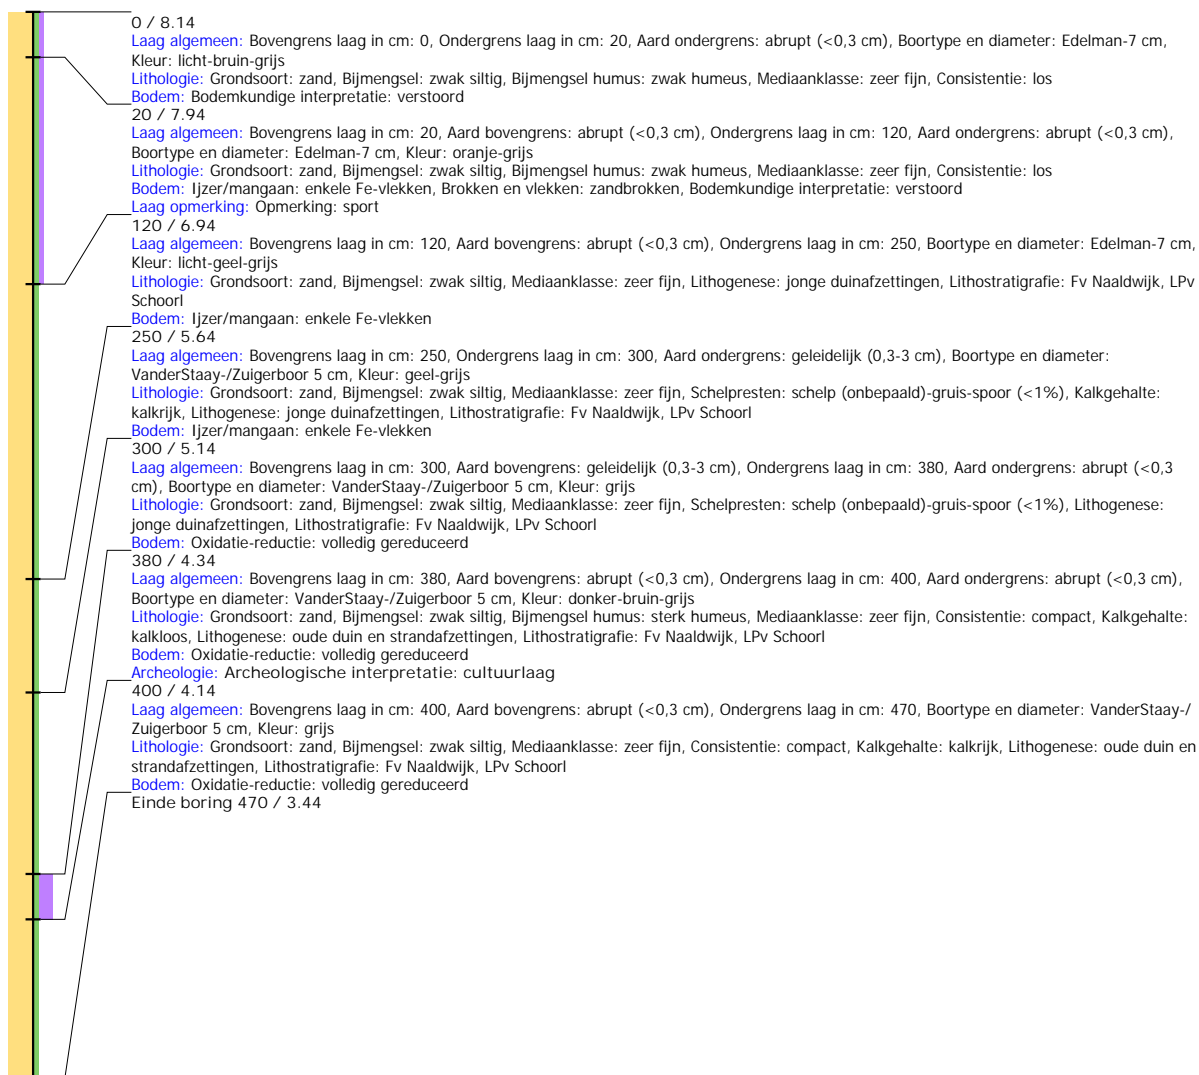 0 / 8.14
Laag algemeen: Bovengrens laag in cm: 0, Ondergrens laag in cm: 20, Aard ondergrens: abrupt (<0,3 cm), Boortype en diameter: Edelman-7 cm,
Kleur: licht-bruin-grijs
Lithologie: Grondsoort: zand, Bijmengsel: zwak siltig, Bijmengsel humus: zwak humeus, Mediaanklasse: zeer fijn, Consistentie: los
Bodem: Bodemkundige interpretatie: verstoord
20 / 7.94
Laag algemeen: Bovengrens laag in cm: 20, Aard bovengrens: abrupt (<0,3 cm), Ondergrens laag in cm: 120, Aard ondergrens: abrupt (<0,3 cm),
Boortype en diameter: Edelman-7 cm, Kleur: oranje-grijs
Lithologie: Grondsoort: zand, Bijmengsel: zwak siltig, Bijmengsel humus: zwak humeus, Mediaanklasse: zeer fijn, Consistentie: los
Bodem: Ijzer/mangaan: enkele Fe-vlekken, Brokken en vlekken: zandbrokken, Bodemkundige interpretatie: verstoord
Laag opmerking: Opmerking: sport
120 / 6.94
Laag algemeen: Bovengrens laag in cm: 120, Aard bovengrens: abrupt (<0,3 cm), Ondergrens laag in cm: 250, Boortype en diameter: Edelman-7 cm,
Kleur: licht-geel-grijs
Lithologie: Grondsoort: zand, Bijmengsel: zwak siltig, Mediaanklasse: zeer fijn, Lithogenese: jonge duinafzettingen, Lithostratigrafie: Fv Naaldwijk, LPv
Schoorl
Bodem: Ijzer/mangaan: enkele Fe-vlekken
250 / 5.64
Laag algemeen: Bovengrens laag in cm: 250, Ondergrens laag in cm: 300, Aard ondergrens: geleidelijk (0,3-3 cm), Boortype en diameter:
VanderStaay-/Zuigerboor 5 cm, Kleur: geel-grijs
Lithologie: Grondsoort: zand, Bijmengsel: zwak siltig, Mediaanklasse: zeer fijn, Schelpresten: schelp (onbepaald)-gruis-spoor (<1%), Kalkgehalte:
kalkrijk, Lithogenese: jonge duinafzettingen, Lithostratigrafie: Fv Naaldwijk, LPv Schoorl
Bodem: Ijzer/mangaan: enkele Fe-vlekken
300 / 5.14
Laag algemeen: Bovengrens laag in cm: 300, Aard bovengrens: geleidelijk (0,3-3 cm), Ondergrens laag in cm: 380, Aard ondergrens: abrupt (<0,3
cm), Boortype en diameter: VanderStaay-/Zuigerboor 5 cm, Kleur: grijs
Lithologie: Grondsoort: zand, Bijmengsel: zwak siltig, Mediaanklasse: zeer fijn, Schelpresten: schelp (onbepaald)-gruis-spoor (<1%), Lithogenese:
jonge duinafzettingen, Lithostratigrafie: Fv Naaldwijk, LPv Schoorl
Bodem: Oxidatie-reductie: volledig gereduceerd
380 / 4.34
Laag algemeen: Bovengrens laag in cm: 380, Aard bovengrens: abrupt (<0,3 cm), Ondergrens laag in cm: 400, Aard ondergrens: abrupt (<0,3 cm),
Boortype en diameter: VanderStaay-/Zuigerboor 5 cm, Kleur: donker-bruin-grijs
Lithologie: Grondsoort: zand, Bijmengsel: zwak siltig, Bijmengsel humus: sterk humeus, Mediaanklasse: zeer fijn, Consistentie: compact, Kalkgehalte:
kalkloos, Lithogenese: oude duin en strandafzettingen, Lithostratigrafie: Fv Naaldwijk, LPv Schoorl
Bodem: Oxidatie-reductie: volledig gereduceerd
Archeologie: Archeologische interpretatie: cultuurlaag
400 / 4.14
Laag algemeen: Bovengrens laag in cm: 400, Aard bovengrens: abrupt (<0,3 cm), Ondergrens laag in cm: 470, Boortype en diameter: VanderStaay-/
Zuigerboor 5 cm, Kleur: grijs
Lithologie: Grondsoort: zand, Bijmengsel: zwak siltig, Mediaanklasse: zeer fijn, Consistentie: compact, Kalkgehalte: kalkrijk, Lithogenese: oude duin en
strandafzettingen, Lithostratigrafie: Fv Naaldwijk, LPv Schoorl
Bodem: Oxidatie-reductie: volledig gereduceerd
Einde boring 470 / 3.44